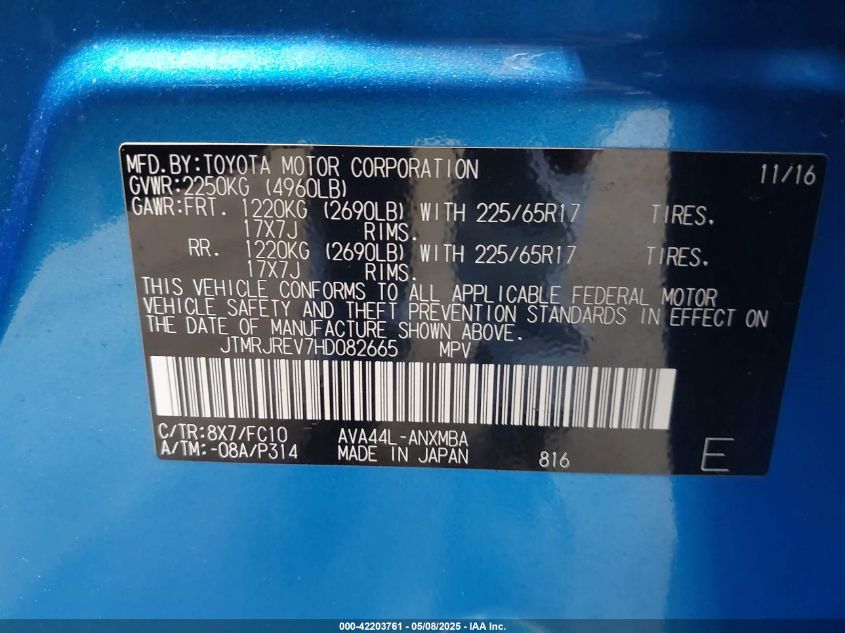 MFD.BY:TOYOTA MOTOR CORPORATION 11/16
GVWR:2250KG (4960LB)
GAWR:FRT. 1220KG (2690LB) WITH 225/65R17 TIRES.
17X7J RIMS.
RR. 1220KG (2690LB) WITH 225/65R17 TIRES.
17X7J RIMS.
THIS VEHICLE CONFORMS TO ALL APPLICABLE FEDERAL MOTOR
VEHICLE SAFETY AND THEFT PREVENTION STANDARDS IN EFFECT ON
THE DATE OF MANUFACTURE SHOWN ABOVE.
JTMRJREV7HD082665 MPV
C/TR:8X7/FC10 AVA44L-ANXMBA
A/TM:-08A/P314 MADE IN JAPAN 816 E
000-42203761 - 05/08/2025 - IAA Inc.